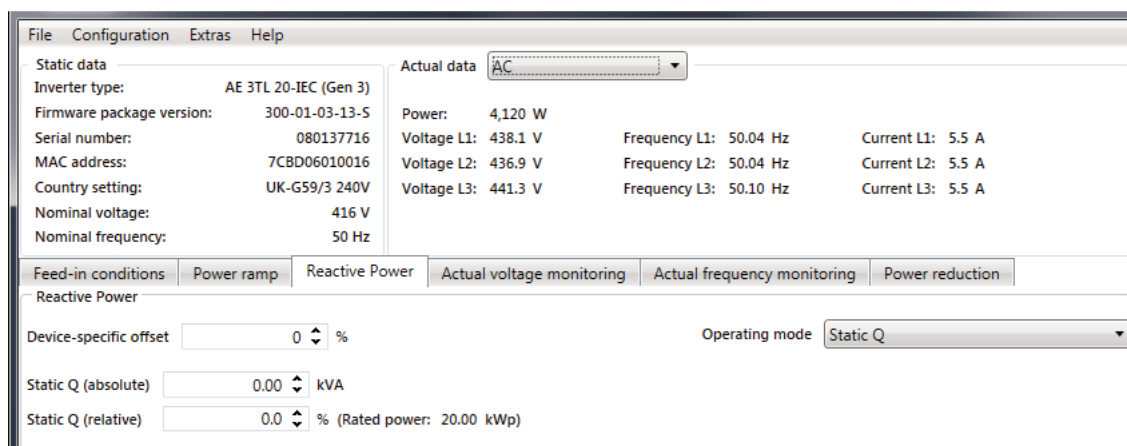 File Configuration Extras Help
Static data
Inverter type: AE 3TL 20-IEC (Gen 3)
Firmware package version: 300-01-03-13-S
Serial number: 080137716
MAC address: 7CBD06010016
Country setting: UK-G59/3 240V
Nominal voltage: 416 V
Nominal frequency: 50 Hz
Actual data AC
Power: 4,120 W
Voltage L1: 438.1 V Frequency L1: 50.04 Hz Current L1: 5.5 A
Voltage L2: 436.9 V Frequency L2: 50.04 Hz Current L2: 5.5 A
Voltage L3: 441.3 V Frequency L3: 50.10 Hz Current L3: 5.5 A
Feed-in conditions Power ramp Reactive Power Actual voltage monitoring Actual frequency monitoring Power reduction
Reactive Power
Device-specific offset 0 % Operating mode Static Q
Static Q (absolute) 0.00 kVA
Static Q (relative) 0.0 % (Rated power: 20.00 kWp)